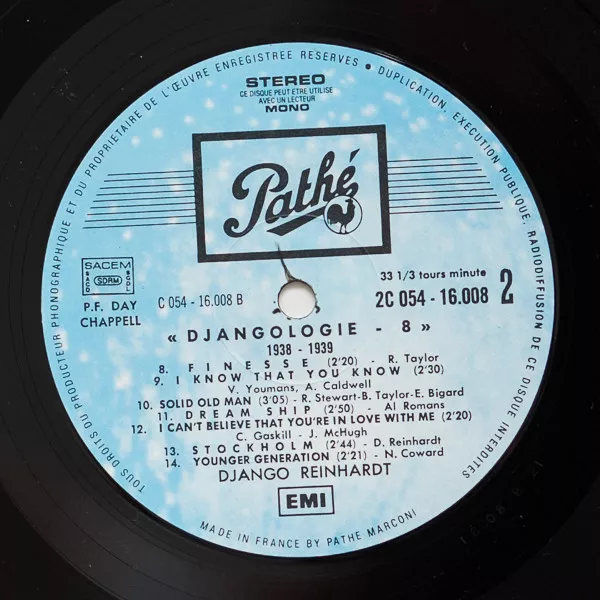 TOUS DROITS DU PRODUCTEUR PHONOGRAPHIQUE ET DU PROPRIETAIRE DE L'ŒUVRE ENREGISTREE RESERVES • DUPLICATION, EXECUTION PUBLIQUE, RADIODIFFUSION DE CE DISQUE INTERDITES
STEREO
CE DISQUE PEUT ETRE UTILISE
AVEC UN LECTEUR
MONO
Pathé
SACEM
SACD SDRM SGDL
P.F. DAY
CHAPPELL
C 054 - 16.008 B
33 1/3 tours minute
2C 054 - 16.008 2
« DJANGOLOGIE - 8 »
1938 - 1939
8. FINESSE (2'20) - R. Taylor
9. I KNOW THAT YOU KNOW (2'30)
V. Youmans, A. Caldwell
10. SOLID OLD MAN (3'05) - R. Stewart-B. Taylor-E. Bigard
11. DREAM SHIP (2'50) - Al Romans
12. I CAN'T BELIEVE THAT YOU'RE IN LOVE WITH ME (2'20)
C. Gaskill - J. McHugh
13. STOCKHOLM (2'44) - D. Reinhardt
14. YOUNGER GENERATION (2'21) - N. Coward
DJANGO REINHARDT
EMI
MADE IN FRANCE BY PATHE MARCONI